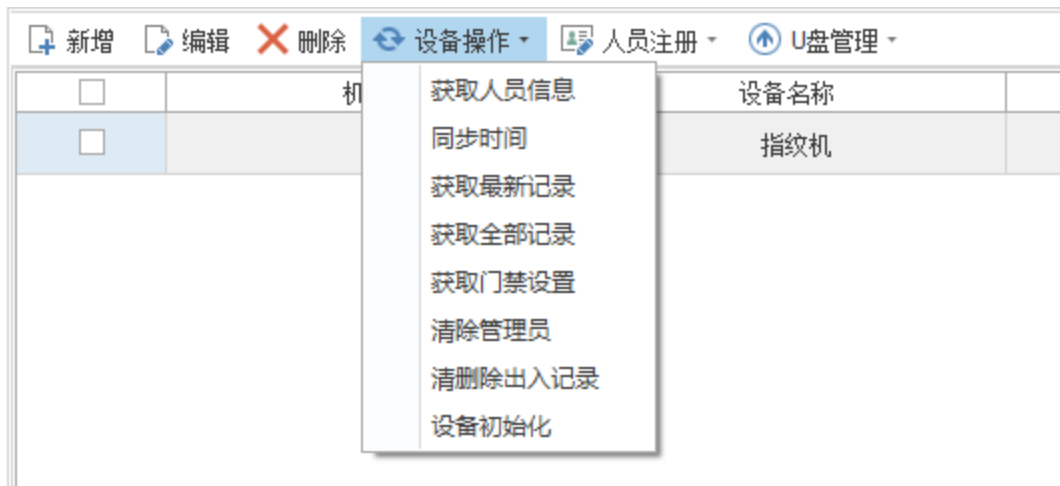 新增 编辑 删除 设备操作 人员注册 U盘管理
机 设备名称
指纹机
获取人员信息
同步时间
获取最新记录
获取全部记录
获取门禁设置
清除管理员
清删除出入记录
设备初始化